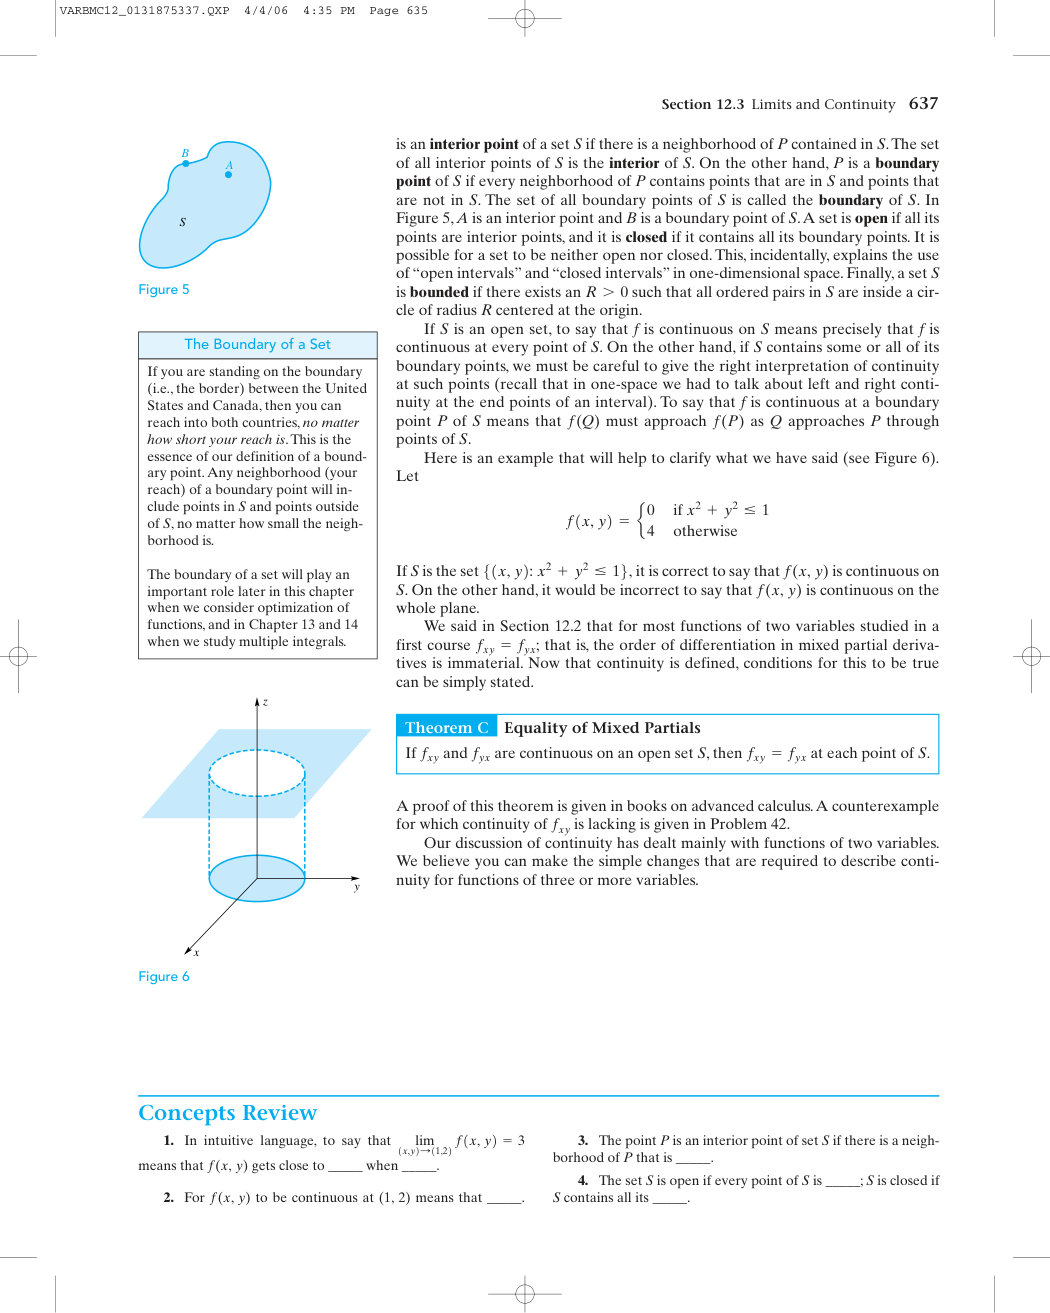 VARBMC12_0131875337.QXP  4/4/06  4:35 PM  Page 635
Section 12.3  Limits and Continuity  637
B
A
S
Figure 5
The Boundary of a Set
If you are standing on the boundary
(i.e., the border) between the United
States and Canada, then you can
reach into both countries, no matter
how short your reach is. This is the
essence of our definition of a bound-
ary point. Any neighborhood (your
reach) of a boundary point will in-
clude points in S and points outside
of S, no matter how small the neigh-
borhood is.
The boundary of a set will play an
important role later in this chapter
when we consider optimization of
functions, and in Chapter 13 and 14
when we study multiple integrals.
z
y
x
Figure 6
is an interior point of a set S if there is a neighborhood of P contained in S. The set
of all interior points of S is the interior of S. On the other hand, P is a boundary
point of S if every neighborhood of P contains points that are in S and points that
are not in S. The set of all boundary points of S is called the boundary of S. In
Figure 5, A is an interior point and B is a boundary point of S. A set is open if all its
points are interior points, and it is closed if it contains all its boundary points. It is
possible for a set to be neither open nor closed. This, incidentally, explains the use
of “open intervals” and “closed intervals” in one-dimensional space. Finally, a set S
is bounded if there exists an R > 0 such that all ordered pairs in S are inside a cir-
cle of radius R centered at the origin.
If S is an open set, to say that f is continuous on S means precisely that f is
continuous at every point of S. On the other hand, if S contains some or all of its
boundary points, we must be careful to give the right interpretation of continuity
at such points (recall that in one-space we had to talk about left and right conti-
nuity at the end points of an interval). To say that f is continuous at a boundary
point P of S means that f(Q) must approach f(P) as Q approaches P through
points of S.
Here is an example that will help to clarify what we have said (see Figure 6).
Let
f(x, y) = { 0  if x² + y² ≤ 1
4  otherwise
If S is the set {(x, y): x² + y² ≤ 1}, it is correct to say that f(x, y) is continuous on
S. On the other hand, it would be incorrect to say that f(x, y) is continuous on the
whole plane.
We said in Section 12.2 that for most functions of two variables studied in a
first course f_xy = f_yx; that is, the order of differentiation in mixed partial deriva-
tives is immaterial. Now that continuity is defined, conditions for this to be true
can be simply stated.
Theorem C  Equality of Mixed Partials
If f_xy and f_yx are continuous on an open set S, then f_xy = f_yx at each point of S.
A proof of this theorem is given in books on advanced calculus. A counterexample
for which continuity of f_xy is lacking is given in Problem 42.
Our discussion of continuity has dealt mainly with functions of two variables.
We believe you can make the simple changes that are required to describe conti-
nuity for functions of three or more variables.
Concepts Review
1. In intuitive language, to say that lim (x,y)→(1,2) f(x, y) = 3
means that f(x, y) gets close to _____ when _____.
2. For f(x, y) to be continuous at (1, 2) means that _____.
3. The point P is an interior point of set S if there is a neigh-
borhood of P that is _____.
4. The set S is open if every point of S is _____; S is closed if
S contains all its _____.